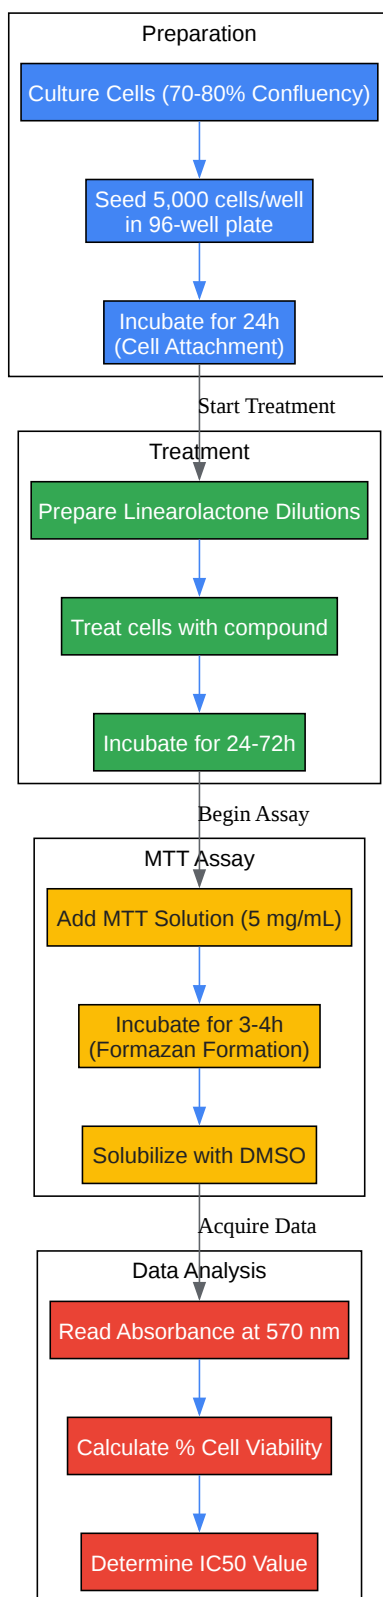 Preparation
Culture Cells (70-80% Confluency)
Seed 5,000 cells/well
in 96-well plate
Incubate for 24h
(Cell Attachment)
Start Treatment
Treatment
Prepare Linearolactone Dilutions
Treat cells with compound
Incubate for 24-72h
Begin Assay
MTT Assay
Add MTT Solution (5 mg/mL)
Incubate for 3-4h
(Formazan Formation)
Solubilize with DMSO
Acquire Data
Data Analysis
Read Absorbance at 570 nm
Calculate % Cell Viability
Determine IC50 Value